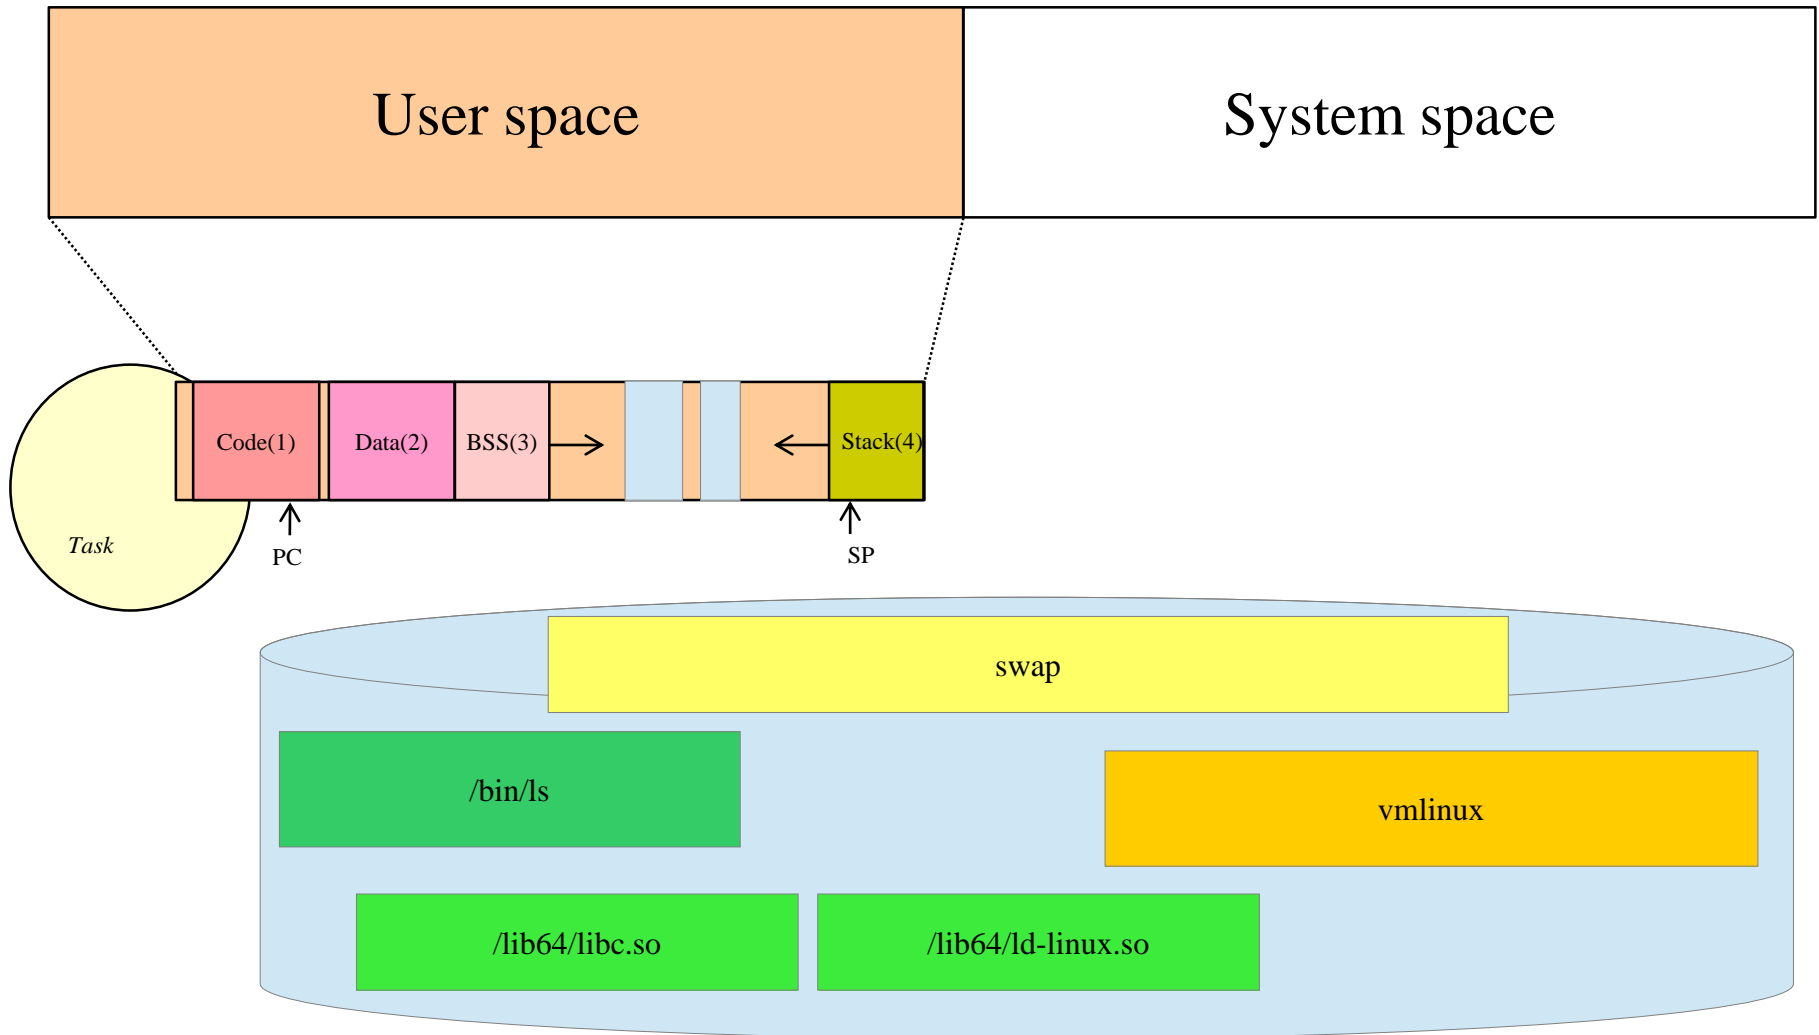 User space
System space
Code(1)
Data(2)
BSS(3)
Stack(4)
Task
PC
SP
swap
/bin/ls
vmlinux
/lib64/libc.so
/lib64/ld-linux.so